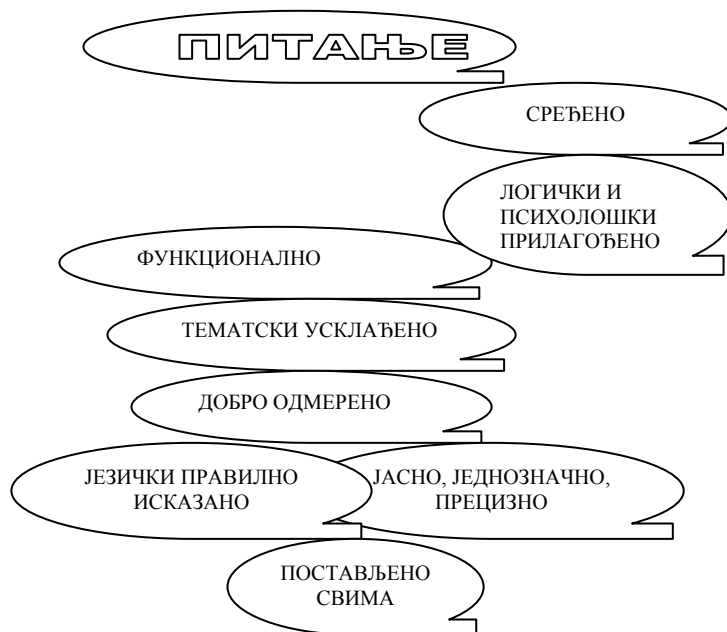 ПИТАЊЕ
СРЕЂЕНО
ЛОГИЧКИ И
ПСИХОЛОШКИ
ПРИЛАГОЂЕНО
ФУНКЦИОНАЛНО
ТЕМАТСКИ УСКЛАЂЕНО
ДОБРО ОДМЕРЕНО
ЈЕЗИЧКИ ПРАВИЛНО
ИСКАЗАНО
ЈАСНО, ЈЕДНОЗНАЧНО,
ПРЕЦИЗНО
ПОСТАВЉЕНО
СВИМА